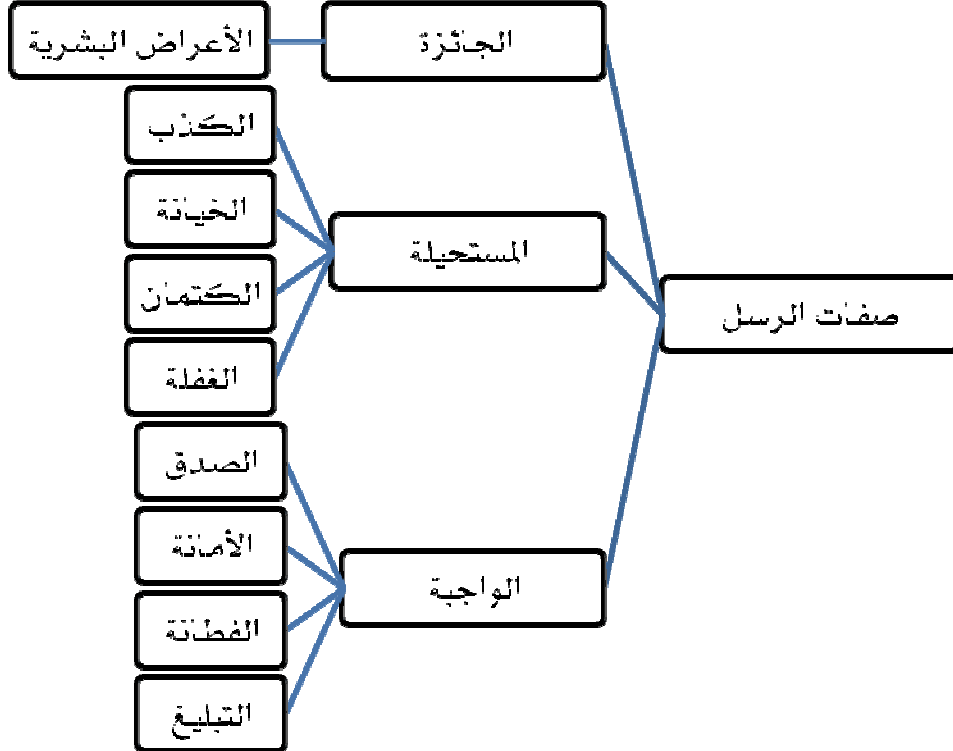 صفات الرسل
الجائزة
الأعراض البشرية
المستحيلة
الكذب
الخيانة
الكتمان
الغفلة
الواجبة
الصدق
الأمانة
الفطانة
التبليغ